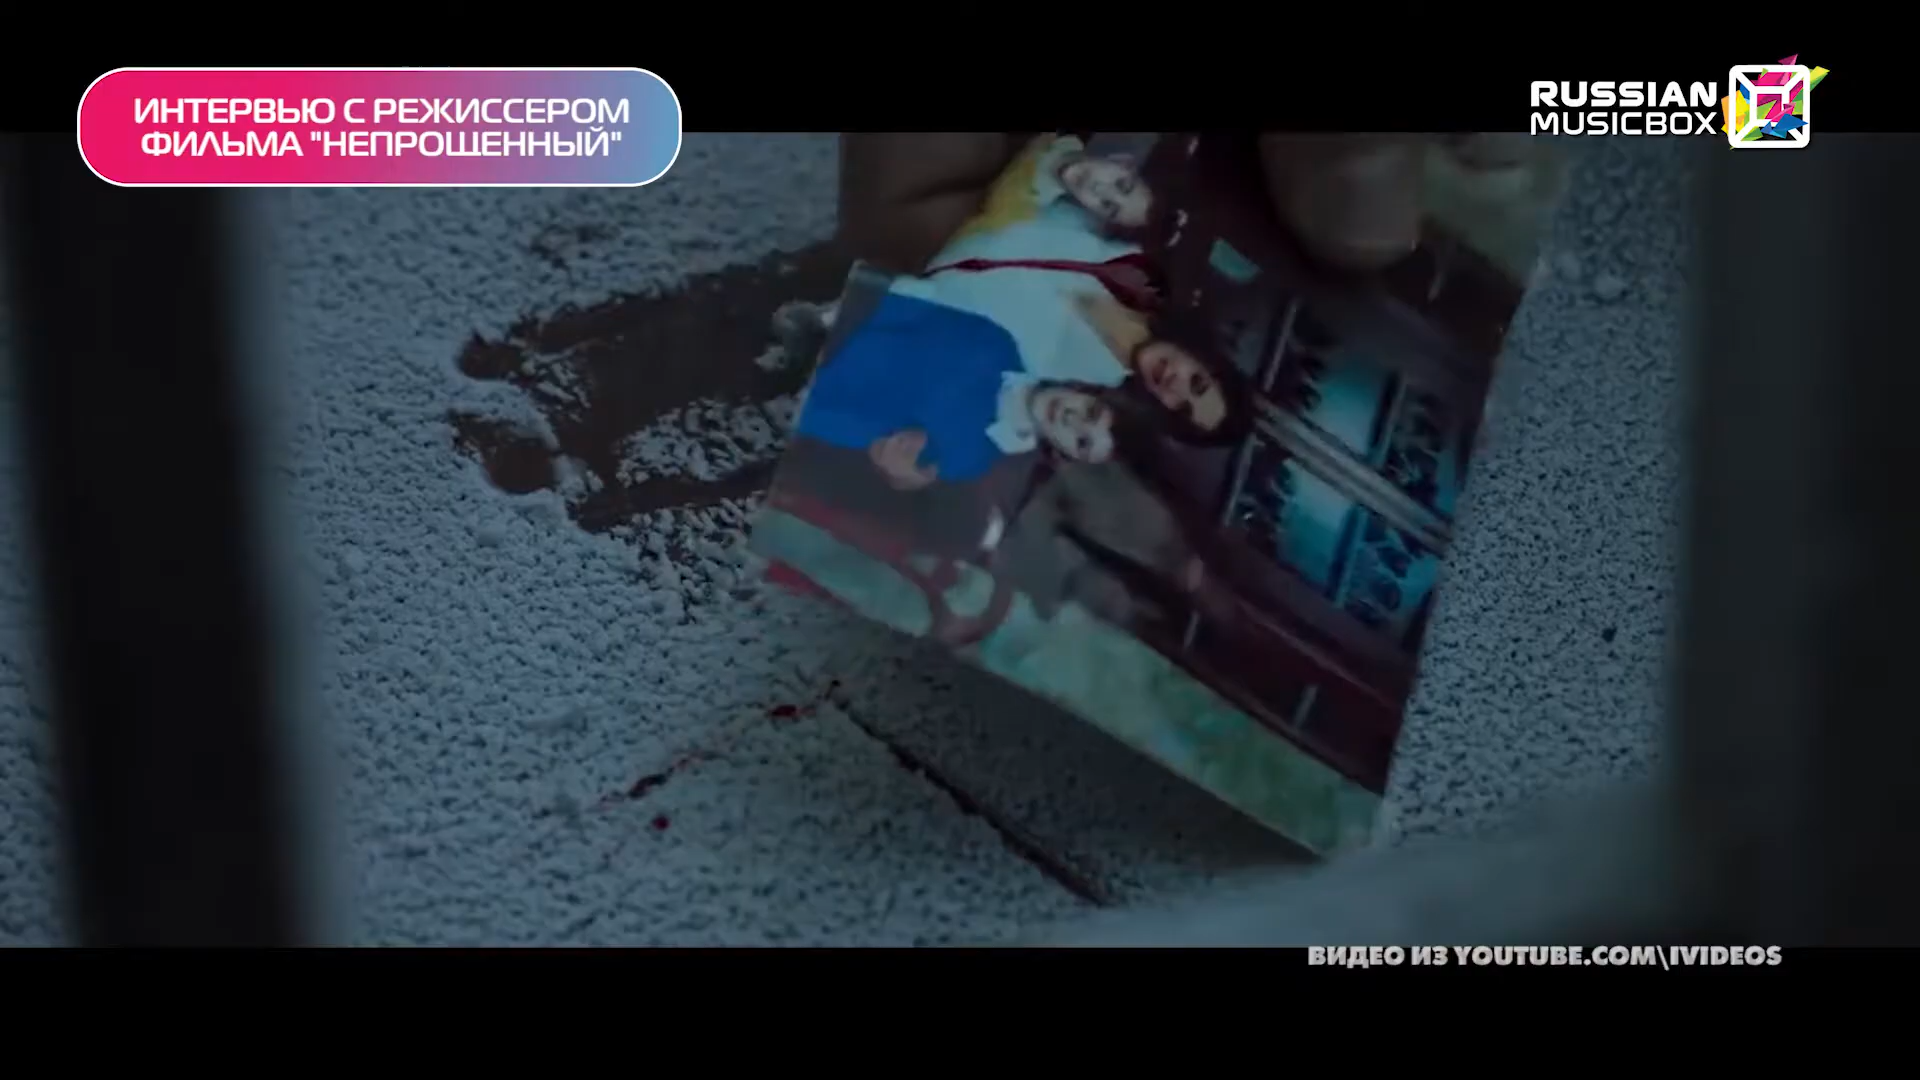 ИНТЕРВЬЮ С РЕЖИССЕРОМ
ФИЛЬМА "НЕПРОЩЕННЫЙ"
RUSSIAN
MUSICBOX
ВИДЕО ИЗ YOUTUBE.COM\IVIDEOS